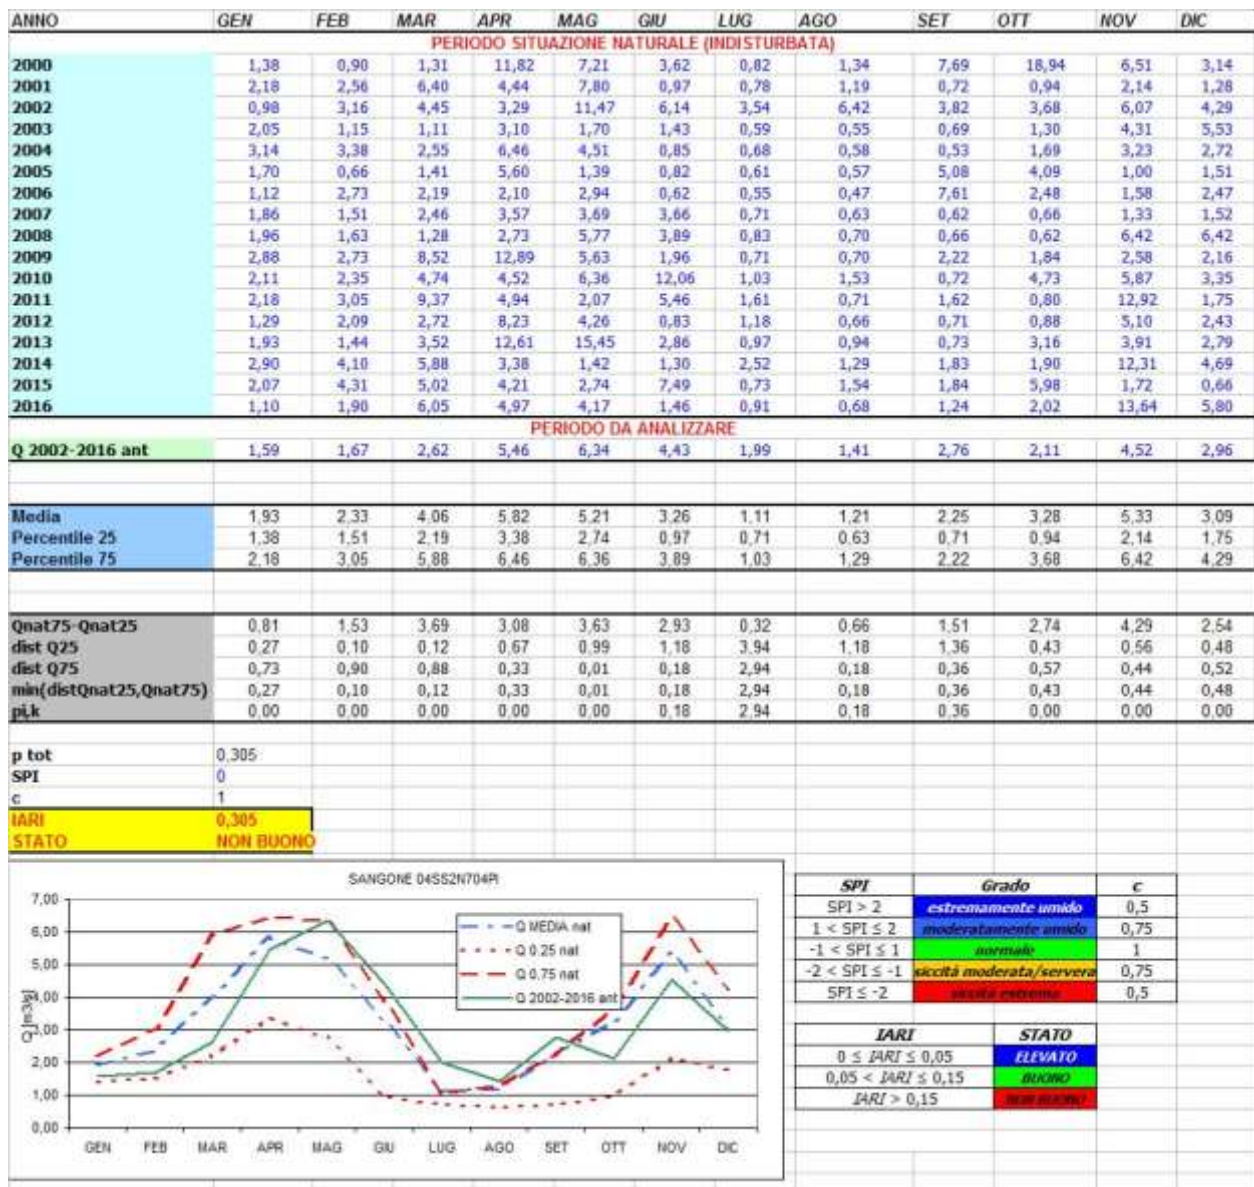 ANNO GEN FEB MAR APR MAG GIU LUG AGO SET OTT NOV DIC
PERIODO SITUAZIONE NATURALE (INDISTURBATA)
2000 1,38 0,90 1,31 11,82 7,21 3,62 0,82 1,34 7,69 18,94 6,51 3,14
2001 2,18 2,56 6,40 4,44 7,80 0,97 0,78 1,19 0,72 0,94 2,14 1,28
2002 0,98 3,16 4,45 3,29 11,47 6,14 3,54 6,42 3,82 3,68 6,07 4,29
2003 2,05 1,15 1,11 3,10 1,70 1,43 0,59 0,55 0,69 1,30 4,31 5,53
2004 3,14 3,38 2,55 6,46 4,51 0,85 0,68 0,58 0,53 1,69 3,23 2,72
2005 1,70 0,66 1,41 5,60 1,39 0,82 0,61 0,57 5,08 4,09 1,00 1,51
2006 1,12 2,73 2,19 2,10 2,94 0,62 0,55 0,47 7,61 2,48 1,58 2,47
2007 1,86 1,51 2,46 3,57 3,69 3,66 0,71 0,63 0,62 0,66 1,33 1,52
2008 1,96 1,63 1,28 2,73 5,77 3,89 0,83 0,70 0,66 0,62 6,42 6,42
2009 2,88 2,73 8,52 12,89 5,63 1,96 0,71 0,70 2,22 1,84 2,58 2,16
2010 2,11 2,35 4,74 4,52 6,36 12,06 1,03 1,53 0,72 4,73 5,87 3,35
2011 2,18 3,05 9,37 4,94 2,07 5,46 1,61 0,71 1,62 0,80 12,92 1,75
2012 1,29 2,09 2,72 8,23 4,26 0,83 1,18 0,66 0,71 0,88 5,10 2,43
2013 1,93 1,44 3,52 12,61 15,45 2,86 0,97 0,94 0,73 3,16 3,91 2,79
2014 2,90 4,10 5,88 3,38 1,42 1,30 2,52 1,29 1,83 1,90 12,31 4,69
2015 2,07 4,31 5,02 4,21 2,74 7,49 0,73 1,54 1,84 5,98 1,72 0,66
2016 1,10 1,90 6,05 4,97 4,17 1,46 0,91 0,68 1,24 2,02 13,64 5,80
PERIODO DA ANALIZZARE
Q 2002-2016 ant 1,59 1,67 2,62 5,46 6,34 4,43 1,99 1,41 2,76 2,11 4,52 2,96
Media 1,93 2,33 4,06 5,82 5,21 3,26 1,11 1,21 2,25 3,28 5,33 3,09
Percentile 25 1,38 1,51 2,19 3,38 2,74 0,97 0,71 0,63 0,71 0,94 2,14 1,75
Percentile 75 2,18 3,05 5,88 6,46 6,36 3,89 1,03 1,29 2,22 3,68 6,42 4,29
Qnat75-Qnat25 0,81 1,53 3,69 3,08 3,63 2,93 0,32 0,66 1,51 2,74 4,29 2,54
dist Q25 0,27 0,10 0,12 0,67 0,99 1,18 3,94 1,18 1,36 0,43 0,56 0,48
dist Q75 0,73 0,90 0,88 0,33 0,01 0,18 2,94 0,18 0,36 0,57 0,44 0,52
min(distQnat25,Qnat75) 0,27 0,10 0,12 0,33 0,01 0,18 2,94 0,18 0,36 0,43 0,44 0,48
pi,k 0,00 0,00 0,00 0,00 0,00 0,18 2,94 0,18 0,36 0,00 0,00 0,00
p tot 0,305
SPI 0
c 1
IARI 0,305
STATO NON BUONO
SANGONE 04SS2N704PI
Q [m3/s]
7,00
6,00
5,00
4,00
3,00
2,00
1,00
0,00
GEN FEB MAR APR MAG GIU LUG AGO SET OTT NOV DIC
Q MEDIA nat
Q 0.25 nat
Q 0.75 nat
Q 2002-2016 ant
SPI Grado c
SPI > 2 estremamente umido 0,5
1 < SPI ≤ 2 moderatamente umido 0,75
-1 < SPI ≤ 1 normale 1
-2 < SPI ≤ -1 siccità moderata/servera 0,75
SPI ≤ -2 siccità estrema 0,5
IARI STATO
0 ≤ IARI ≤ 0,05 ELEVATO
0,05 < IARI ≤ 0,15 BUONO
IARI > 0,15 NON BUONO